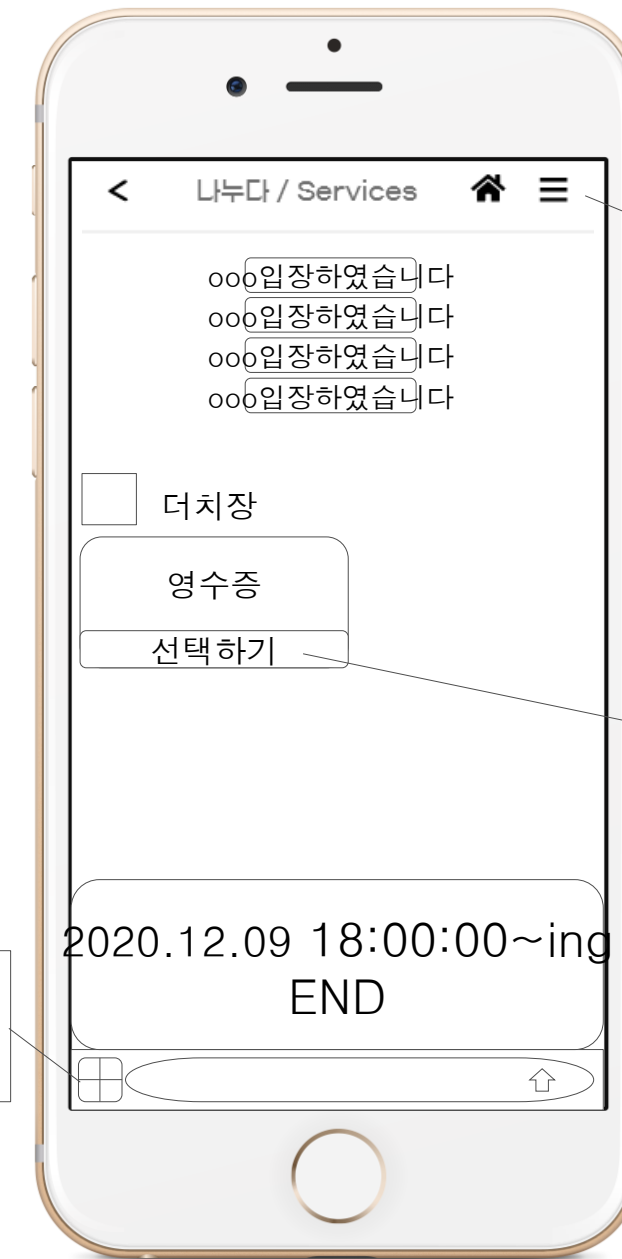 < 나누다 / Services
ooo입장하였습니다
ooo입장하였습니다
ooo입장하였습니다
ooo입장하였습니다
더치장
영수증
선택하기
2020.12.09 18:00:00~ing
END